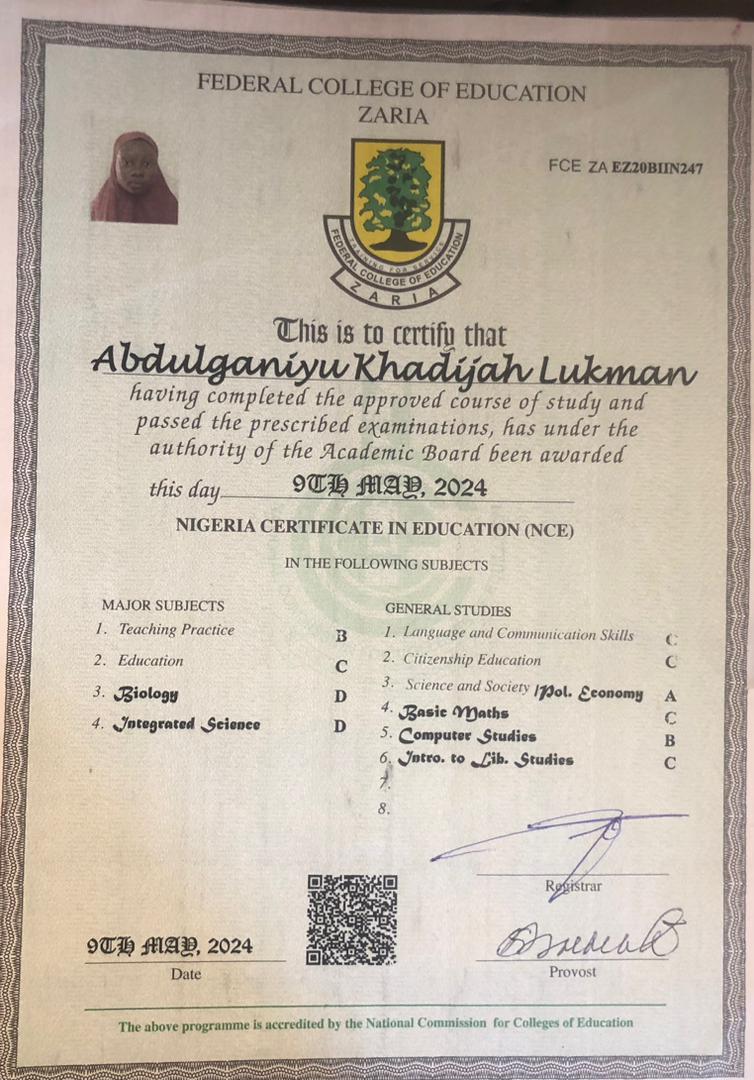 FEDERAL COLLEGE OF EDUCATION
ZARIA
FCE ZA EZ20BIIN247
TRAINING FOR SERVICE
FEDERAL COLLEGE OF EDUCATION
ZARIA
This is to certify that
Abdulganiyu Khadijah Lukman
having completed the approved course of study and
passed the prescribed examinations, has under the
authority of the Academic Board been awarded
this day 9TH MAY, 2024
NIGERIA CERTIFICATE IN EDUCATION (NCE)
IN THE FOLLOWING SUBJECTS
MAJOR SUBJECTS
1. Teaching Practice B
2. Education C
3. Biology D
4. Integrated Science D
GENERAL STUDIES
1. Language and Communication Skills C
2. Citizenship Education C
3. Science and Society /Pol. Economy A
4. Basic Maths C
5. Computer Studies B
6. Intro. to Lib. Studies C
7.
8.
Registrar
9TH MAY, 2024
Date
Provost
The above programme is accredited by the National Commission for Colleges of Education